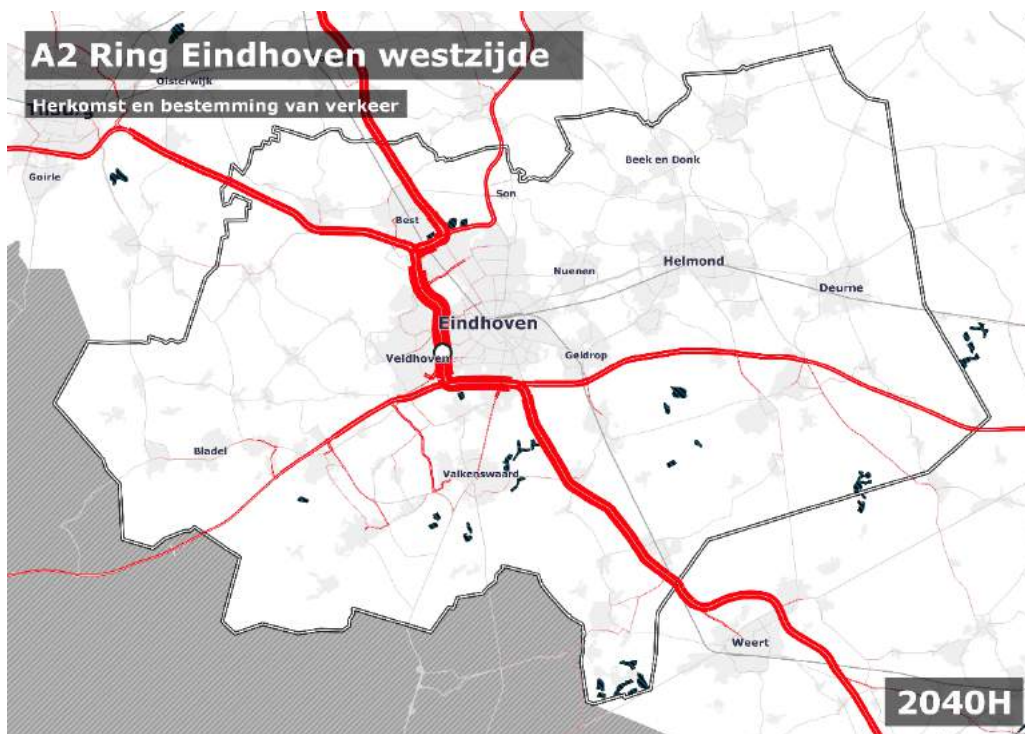 A2 Ring Eindhoven westzijde
Oisterwijk
Herkomst en bestemming van verkeer
Tilburg
Goirle
Beek en Donk
Son
Best
Nuenen
Helmond
Deurne
Eindhoven
Veldhoven
Geldrop
Bladel
Valkenswaard
Weert
2040H